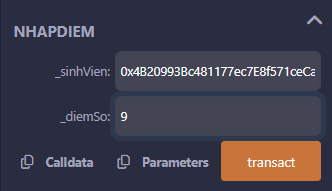 NHAPDIEM
_sinhVien: 0x4B20993Bc481177ec7E8f571ceCa
_diemSo: 9
Calldata Parameters transact